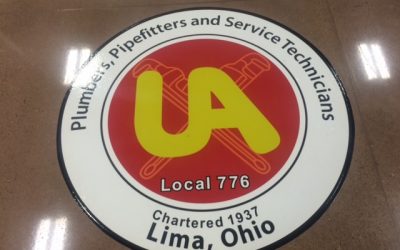 Plumbers, Pipefitters and Service Technicians
UA
Local 776
Chartered 1937
Lima, Ohio